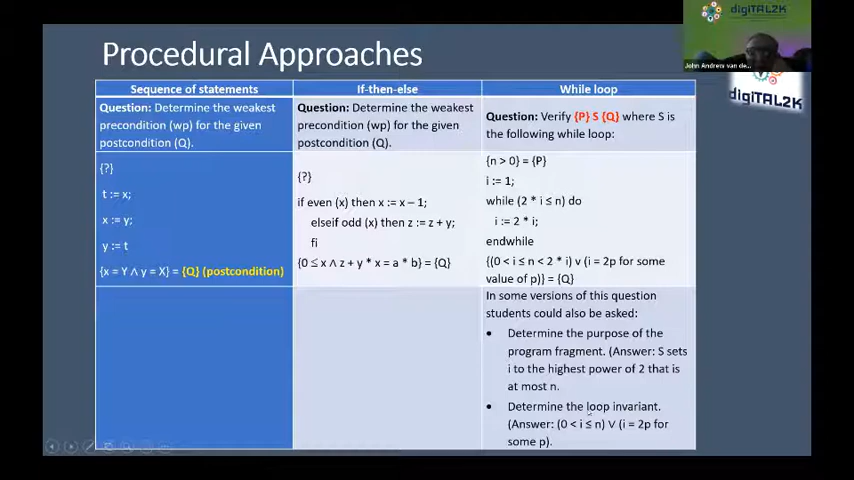 digiTAL2K
John Andrew van de...
digiTAL2K
Procedural Approaches
Sequence of statements
If-then-else
While loop
Question: Determine the weakest
precondition (wp) for the given
postcondition (Q).
Question: Determine the weakest
precondition (wp) for the given
postcondition (Q).
Question: Verify {P} S {Q} where S is
the following while loop:
{?}
t := x;
x := y;
y := t
{x = Y ∧ y = X} = {Q} (postcondition)
{?}
if even (x) then x := x – 1;
elseif odd (x) then z := z + y;
fi
{0 ≤ x ∧ z + y * x = a * b} = {Q}
{n > 0} = {P}
i := 1;
while (2 * i ≤ n) do
i := 2 * i;
endwhile
{(0 < i ≤ n < 2 * i) ∨ (i = 2p for some
value of p)} = {Q}
In some versions of this question
students could also be asked:
• Determine the purpose of the
program fragment. (Answer: S sets
i to the highest power of 2 that is
at most n.
• Determine the loop invariant.
(Answer: (0 < i ≤ n) ∨ (i = 2p for
some p).